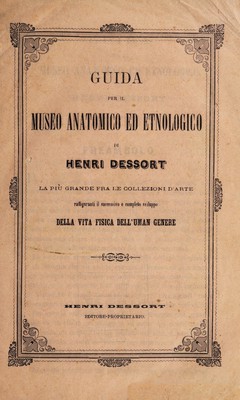 GUIDA
PER IL
MUSEO ANATOMICO ED ETNOLOGICO
DI
HENRI DESSORT
LA PIÙ GRANDE FRA LE COLLEZIONI D'ARTE
raffiguranti il successivo e completo sviluppo
DELLA VITA FISICA DELL'UMAN GENERE
HENRI DESSORT
EDITORE-PROPRIETARIO.